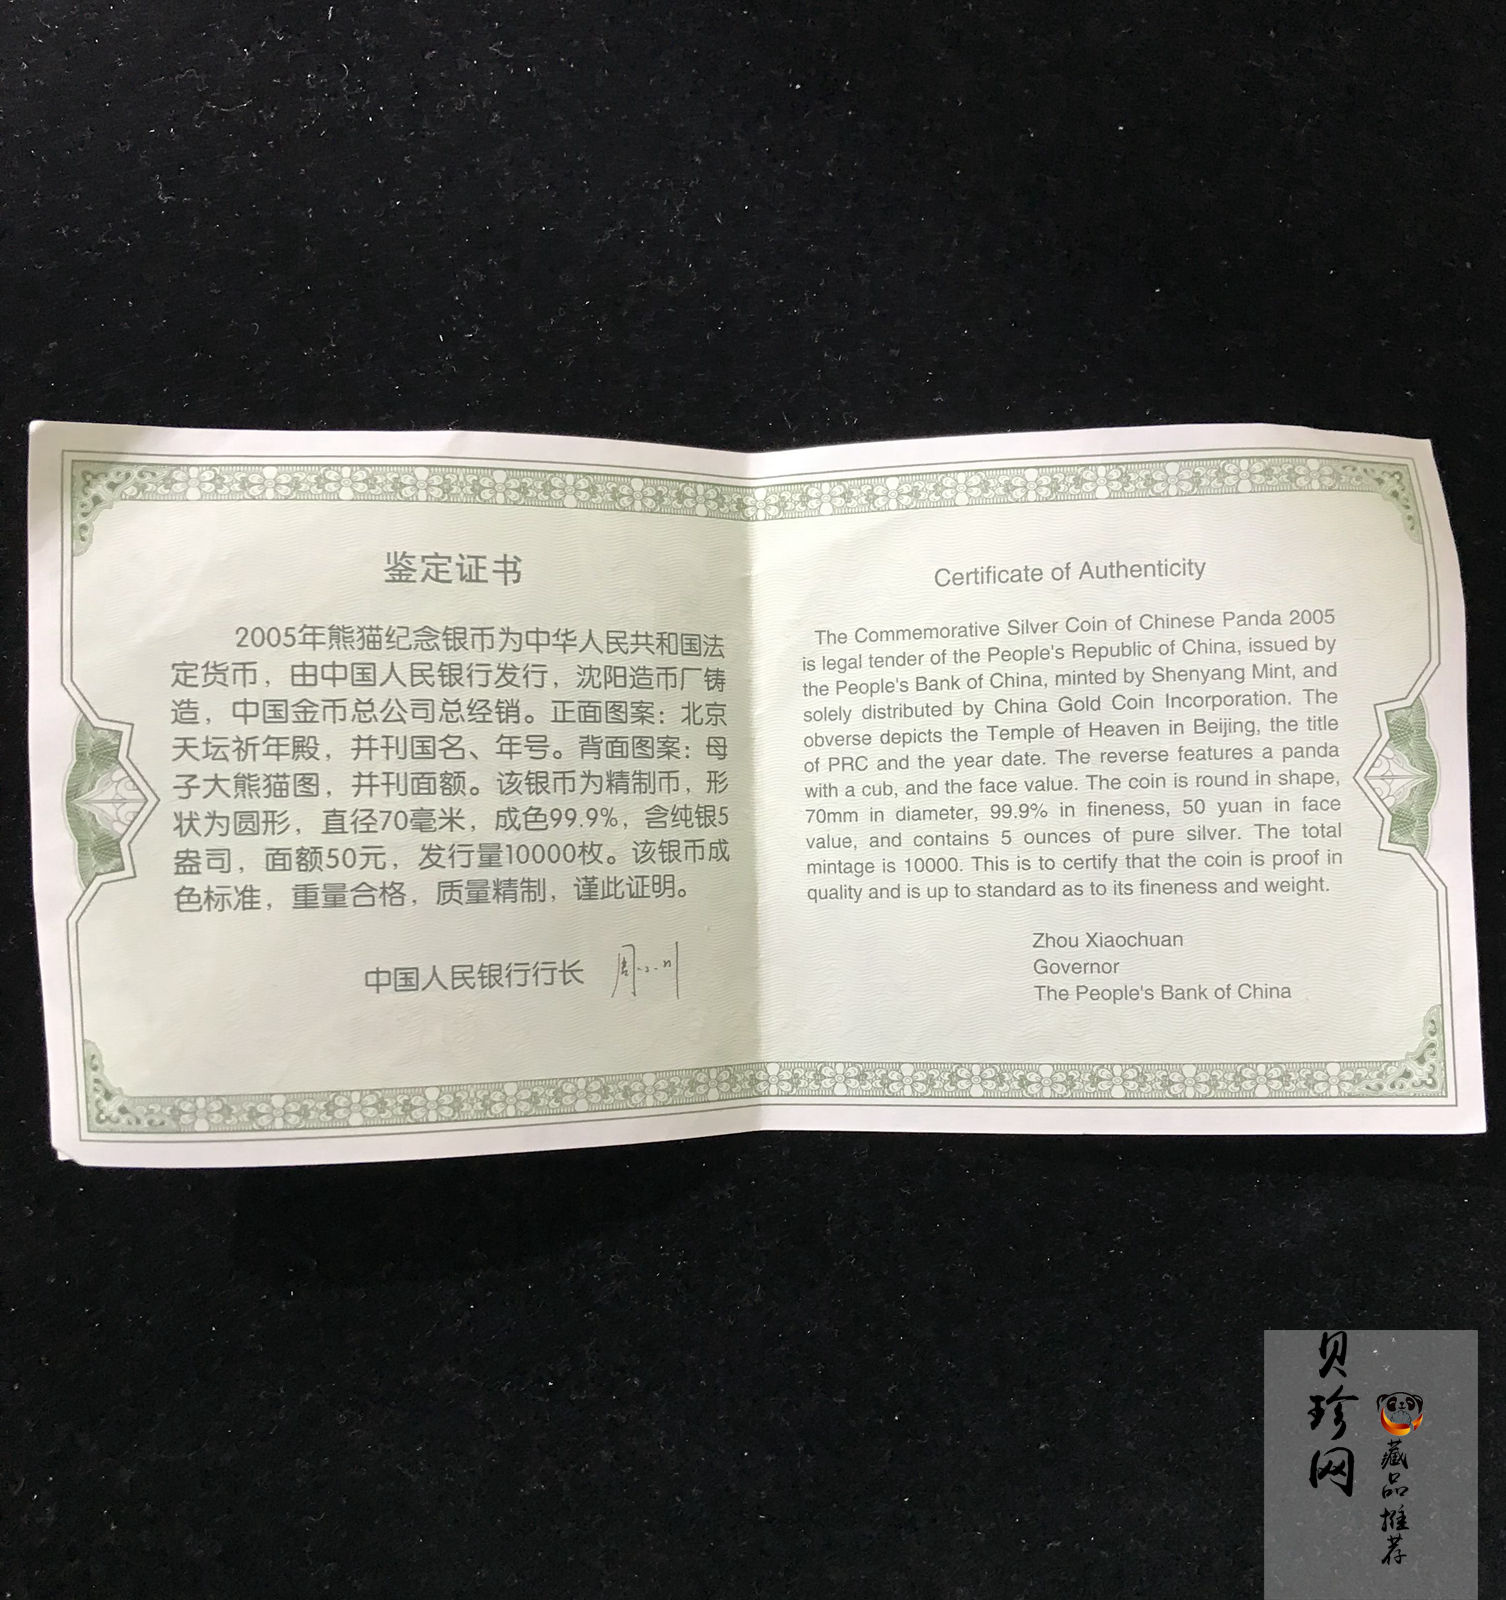 鉴定证书
2005年熊猫纪念银币为中华人民共和国法
定货币，由中国人民银行发行，沈阳造币厂铸
造，中国金币总公司总经销。正面图案：北京
天坛祈年殿，并刊国名、年号。背面图案：母
子大熊猫图，并刊面额。该银币为精制币，形
状为圆形，直径70毫米，成色99.9%，含纯银5
盎司，面额50元，发行量10000枚。该银币成
色标准，重量合格，质量精制，谨此证明。
中国人民银行行长 周小川
Certificate of Authenticity
The Commemorative Silver Coin of Chinese Panda 2005
is legal tender of the People's Republic of China, issued by
the People's Bank of China, minted by Shenyang Mint, and
solely distributed by China Gold Coin Incorporation. The
obverse depicts the Temple of Heaven in Beijing, the title
of PRC and the year date. The reverse features a panda
with a cub, and the face value. The coin is round in shape,
70mm in diameter, 99.9% in fineness, 50 yuan in face
value, and contains 5 ounces of pure silver. The total
mintage is 10000. This is to certify that the coin is proof in
quality and is up to standard as to its fineness and weight.
Zhou Xiaochuan
Governor
The People's Bank of China
贝珍网
藏品推荐